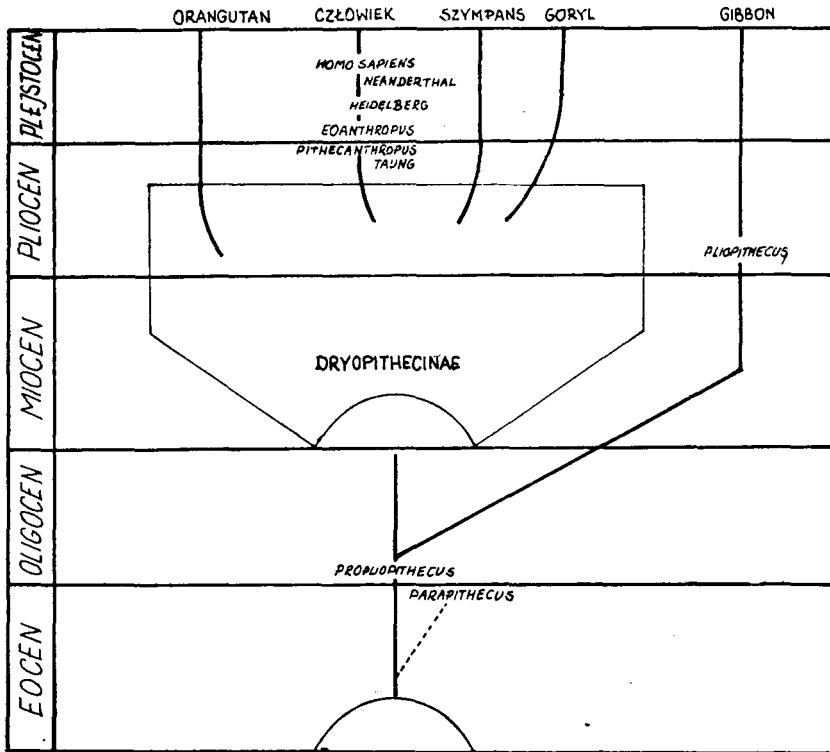 ORANGUTAN CZŁOWIEK SZYMPANS GORYL GIBBON
PLEJSTOCEN
HOMO SAPIENS
NEANDERTHAL
HEIDELBERG
EOANTHROPUS
PITHECANTHROPUS
TAUNG
PLIOCEN
PLIOPITHECUS
MIOCEN
DRYOPITHECINAE
OLIGOCEN
PROPLIOPITHECUS
PARAPITHECUS
EOCEN